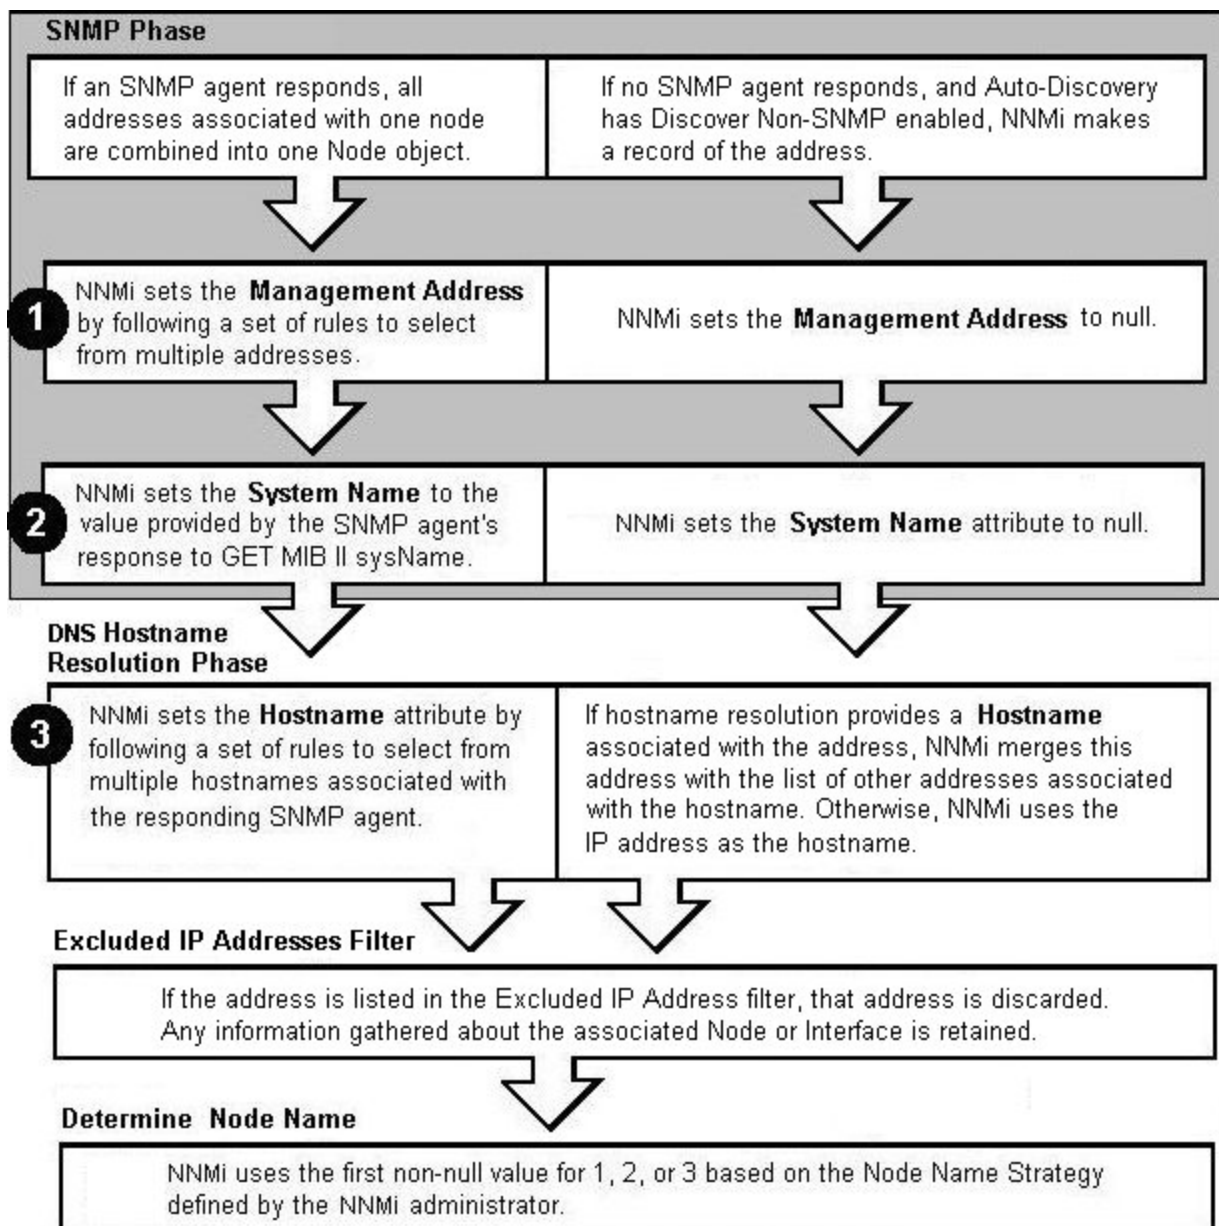 SNMP Phase
If an SNMP agent responds, all
addresses associated with one node
are combined into one Node object.
If no SNMP agent responds, and Auto-Discovery
has Discover Non-SNMP enabled, NNMi makes
a record of the address.
1
NNMi sets the Management Address
by following a set of rules to select
from multiple addresses.
NNMi sets the Management Address to null.
2
NNMi sets the System Name to the
value provided by the SNMP agent's
response to GET MIB II sysName.
NNMi sets the System Name attribute to null.
DNS Hostname
Resolution Phase
3
NNMi sets the Hostname attribute by
following a set of rules to select from
multiple hostnames associated with
the responding SNMP agent.
If hostname resolution provides a Hostname
associated with the address, NNMi merges this
address with the list of other addresses associated
with the hostname. Otherwise, NNMi uses the
IP address as the hostname.
Excluded IP Addresses Filter
If the address is listed in the Excluded IP Address filter, that address is discarded.
Any information gathered about the associated Node or Interface is retained.
Determine Node Name
NNMi uses the first non-null value for 1, 2, or 3 based on the Node Name Strategy
defined by the NNMi administrator.